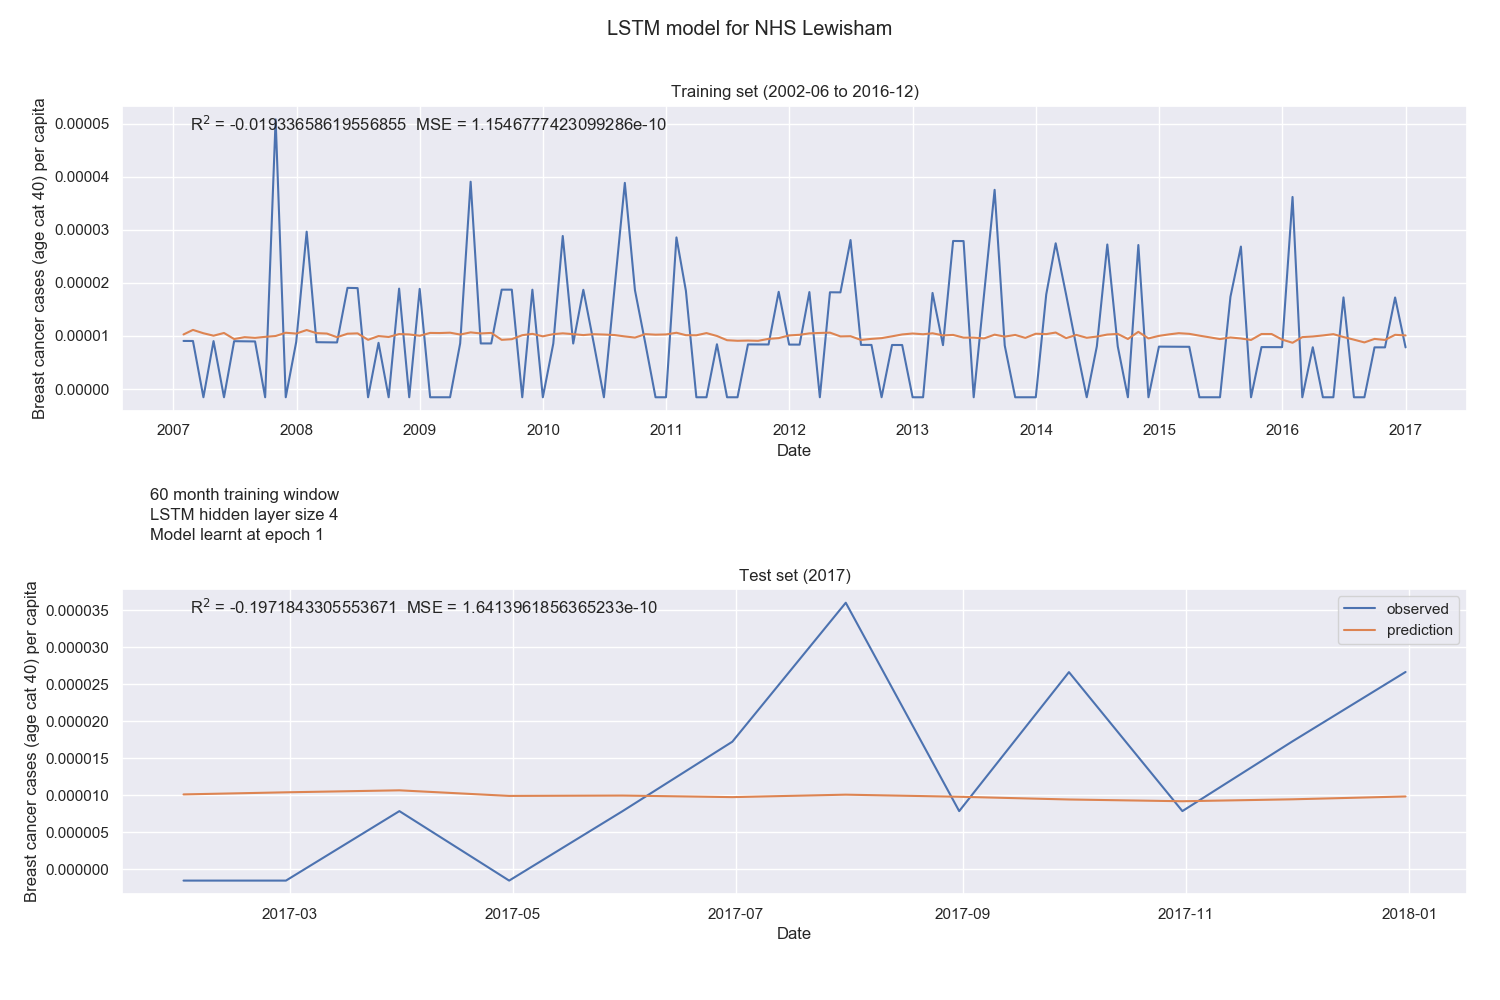 LSTM model for NHS Lewisham
Training set (2002-06 to 2016-12)
R² = -0.01933658619556855 MSE = 1.1546777423099286e-10
Breast cancer cases (age cat 40) per capita
0.00005
0.00004
0.00003
0.00002
0.00001
0.00000
2007 2008 2009 2010 2011 2012 2013 2014 2015 2016 2017
Date
60 month training window
LSTM hidden layer size 4
Model learnt at epoch 1
Test set (2017)
R² = -0.1971843305553671 MSE = 1.6413961856365233e-10
observed
prediction
Breast cancer cases (age cat 40) per capita
0.000035
0.000030
0.000025
0.000020
0.000015
0.000010
0.000005
0.000000
2017-03 2017-05 2017-07 2017-09 2017-11 2018-01
Date